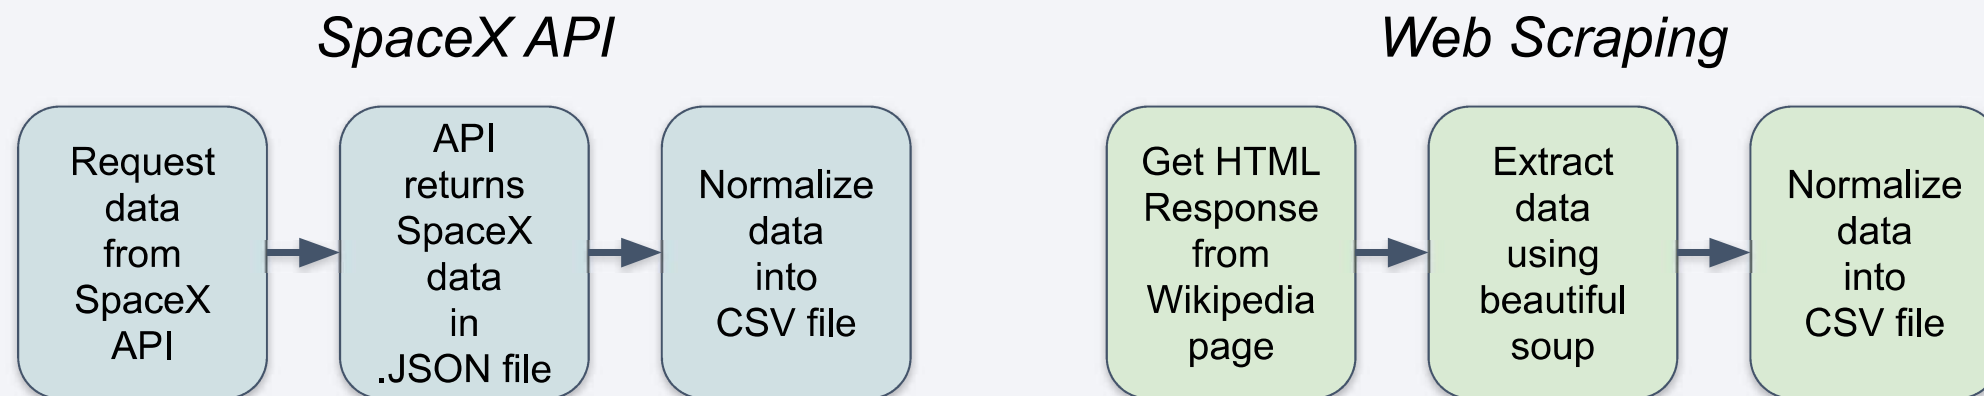 SpaceX API
Request
data
from
SpaceX
API
API
returns
SpaceX
data
in
.JSON file
Normalize
data
into
CSV file
Web Scraping
Get HTML
Response
from
Wikipedia
page
Extract
data
using
beautiful
soup
Normalize
data
into
CSV file